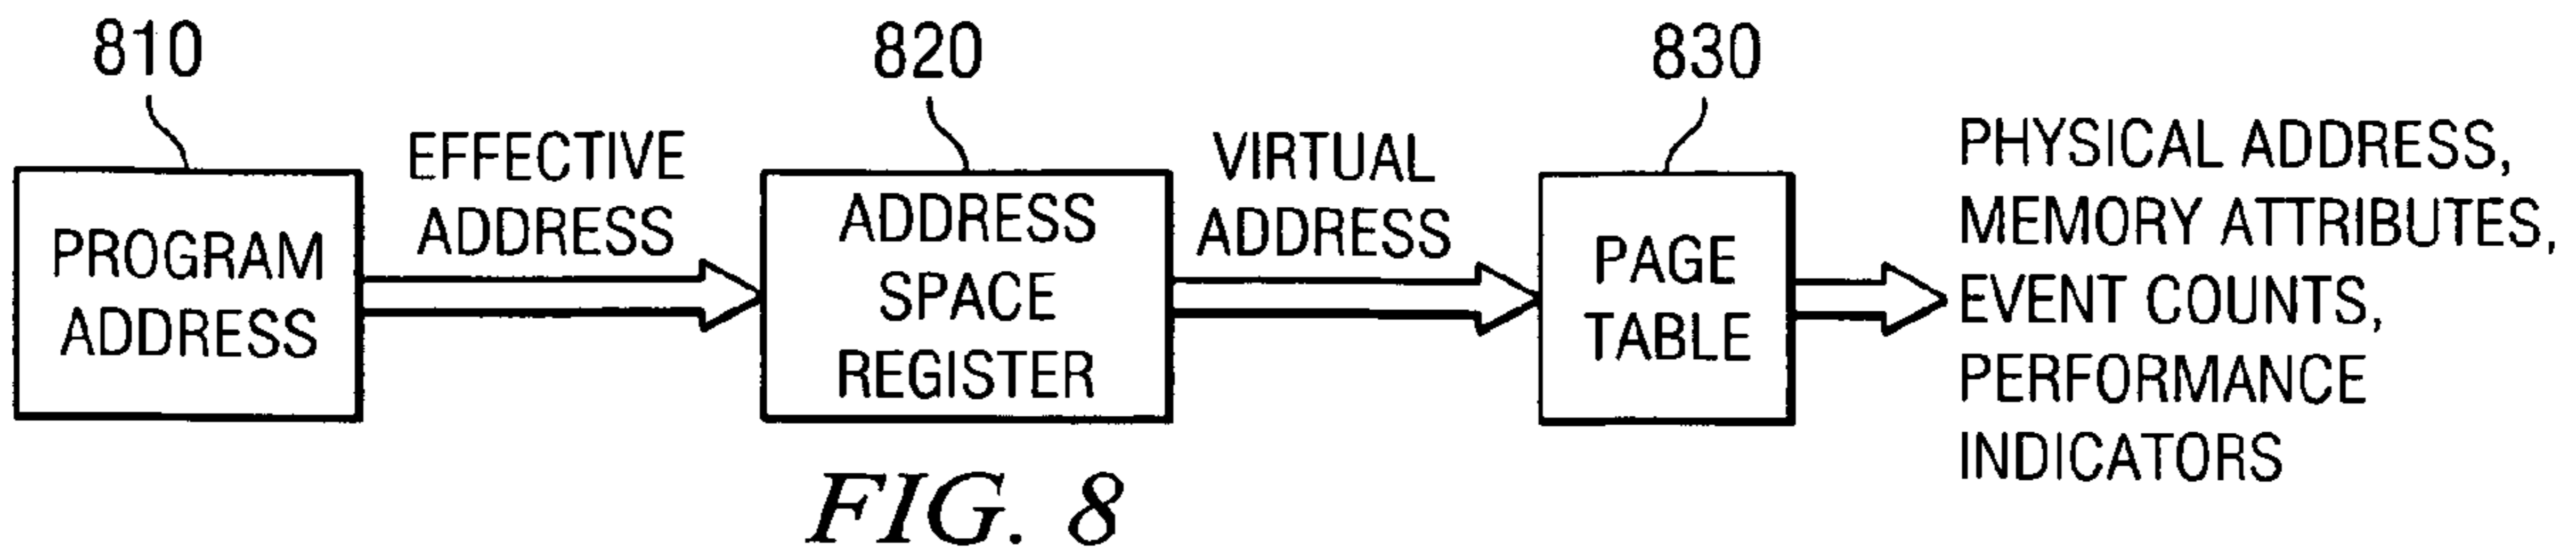 810
820
830
PROGRAM
ADDRESS
EFFECTIVE
ADDRESS
ADDRESS
SPACE
REGISTER
VIRTUAL
ADDRESS
PAGE
TABLE
PHYSICAL ADDRESS,
MEMORY ATTRIBUTES,
EVENT COUNTS,
PERFORMANCE
INDICATORS
FIG. 8